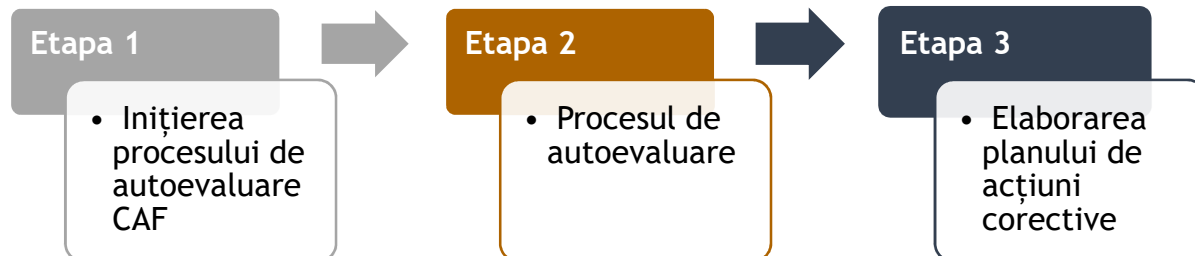 Etapa 1
• Inițierea
procesului de
autoevaluare
CAF
Etapa 2
• Procesul de
autoevaluare
Etapa 3
• Elaborarea
planului de
acțiuni
corective